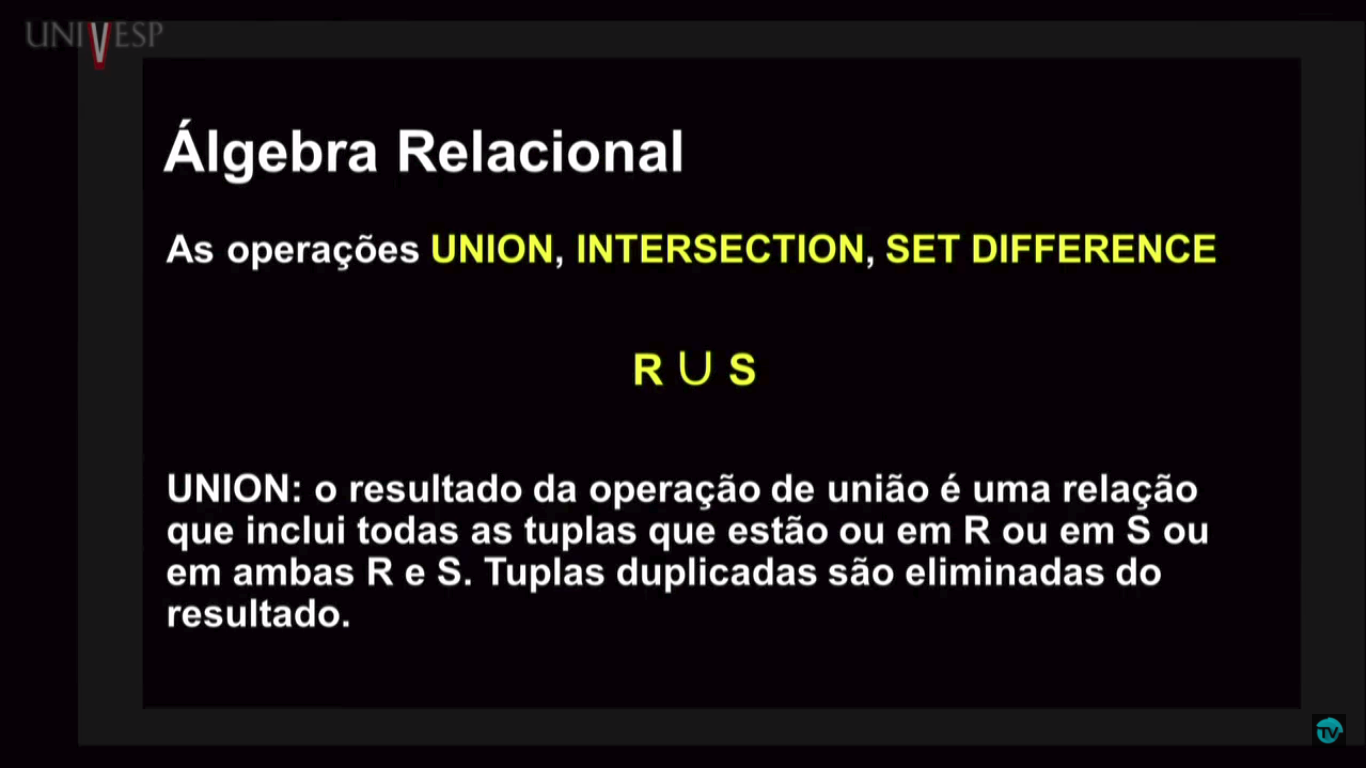 UNIVESP
Álgebra Relacional
As operações UNION, INTERSECTION, SET DIFFERENCE
R ∪ S
UNION: o resultado da operação de união é uma relação
que inclui todas as tuplas que estão ou em R ou em S ou
em ambas R e S. Tuplas duplicadas são eliminadas do
resultado.
TV